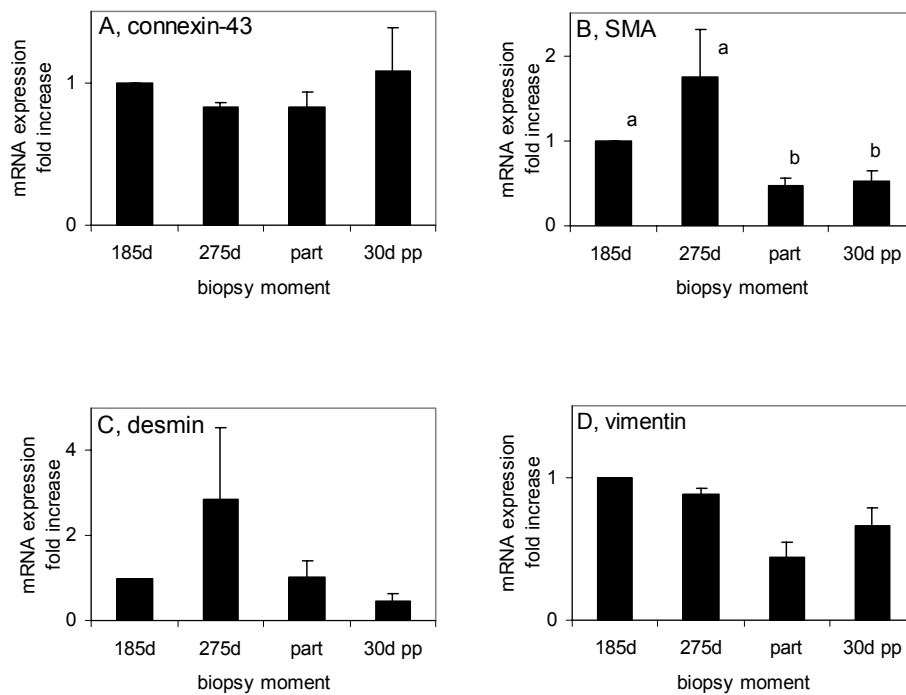 A, connexin-43
mRNA expression
fold increase
1
0
185d 275d part 30d pp
biopsy moment
B, SMA
mRNA expression
fold increase
2
1
0
a
a
b
b
185d 275d part 30d pp
biopsy moment
C, desmin
mRNA expression
fold increase
4
2
0
185d 275d part 30d pp
biopsy moment
D, vimentin
mRNA expression
fold increase
1
0
185d 275d part 30d pp
biopsy moment